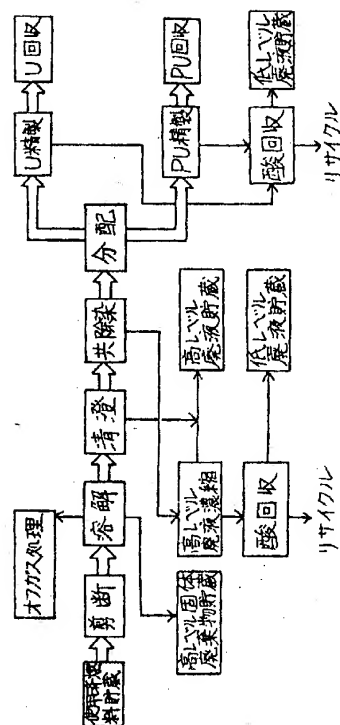 使用済燃
料貯蔵
剪断
溶解
清澄
共除染
分配
U精製
U回収
PU精製
PU回収
オフガス処理
高レベル固体
廃棄物貯蔵
高レベル
廃液濃縮
高レベル
廃液貯蔵
酸回収
低レベル
廃液貯蔵
リサイクル
酸回収
低レベル
廃液貯蔵
リサイクル